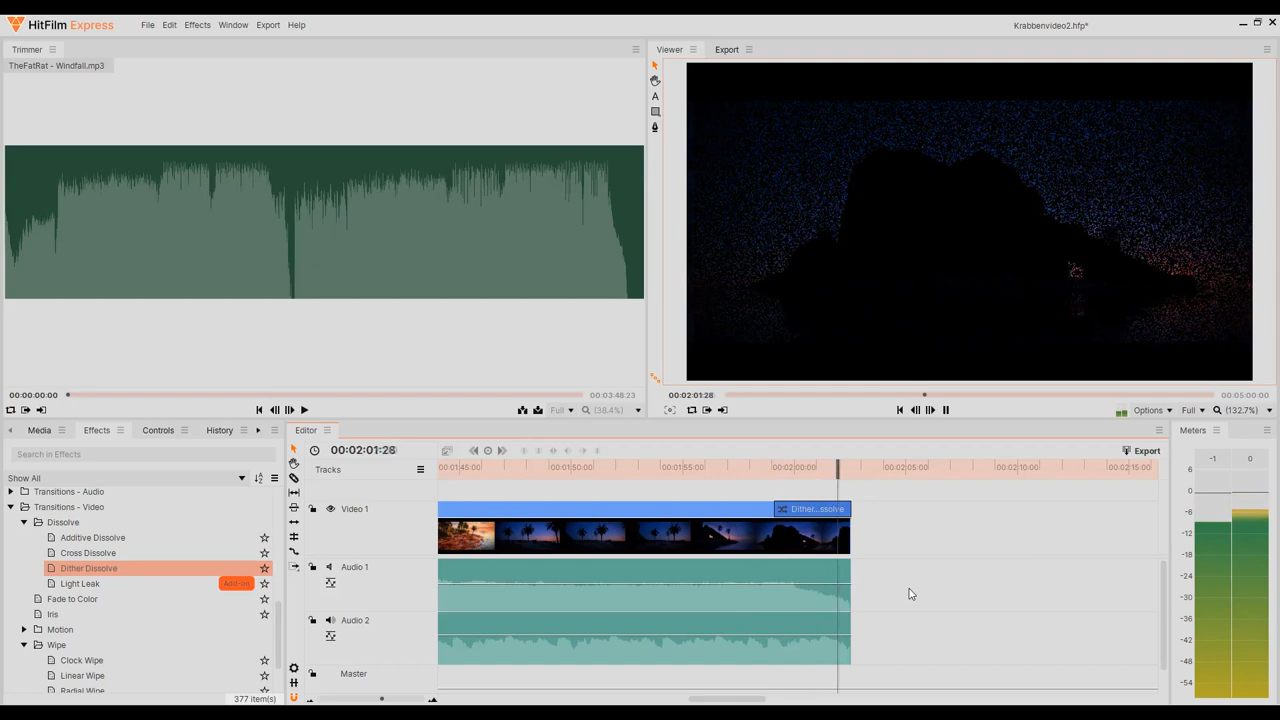 HitFilm Express
File Edit Effects Window Export Help
Krabbenvideo2.hfp*
Trimmer
TheFatRat - Windfall.mp3
Viewer
Export
A
00:00:00:00
00:03:48:23
Full
(38.4%)
00:02:01:28
00:05:00:00
Options
Full
(132.7%)
Media
Effects
Controls
History
Search in Effects
Show All
Transitions - Audio
Transitions - Video
Dissolve
Additive Dissolve
Cross Dissolve
Dither Dissolve
Light Leak
Add-on
Fade to Color
Iris
Motion
Wipe
Clock Wipe
Linear Wipe
Radial Wipe
377 item(s)
Editor
00:02:01:28
Export
Tracks
00:01:45:00
00:01:50:00
00:01:55:00
00:02:00:00
00:02:05:00
00:02:10:00
00:02:15:00
Video 1
Dither...ssolve
Audio 1
Audio 2
Master
Meters
-1
0
6
0
-6
-12
-18
-24
-30
-36
-42
-48
-54